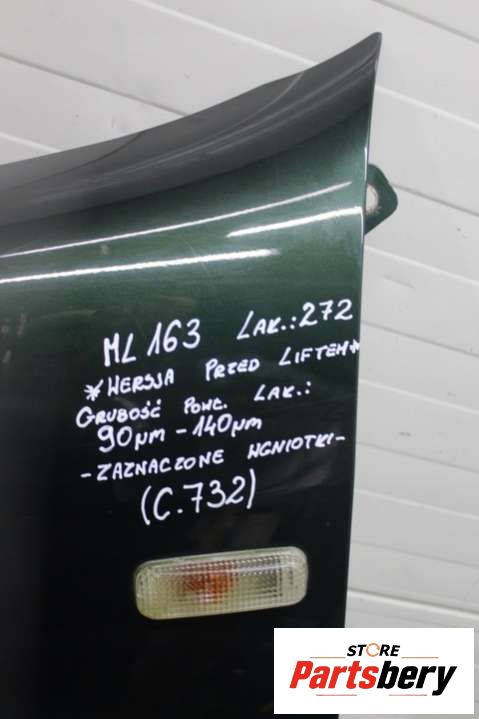 ML 163 LAK.: 272
*WERSJA PRZED LIFTEM*
GRUBOŚĆ POWŁ. LAK.:
90µm - 140µm
- ZAZNACZONE WGNIOTKI -
(C.732)
STORE
Partsbery